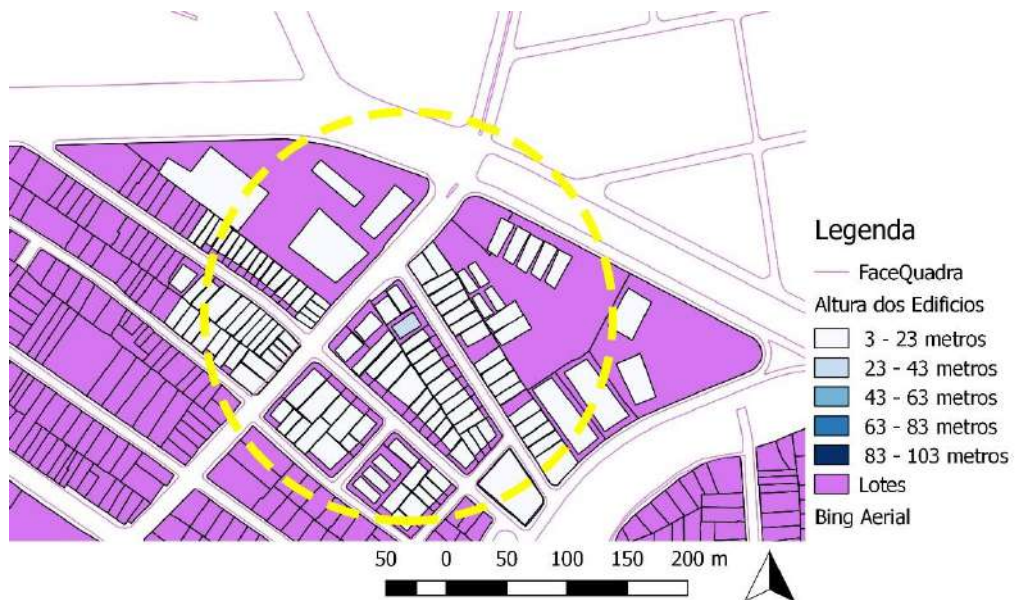 Legenda
FaceQuadra
Altura dos Edificios
3 - 23 metros
23 - 43 metros
43 - 63 metros
63 - 83 metros
83 - 103 metros
Lotes
Bing Aerial
50 0 50 100 150 200 m